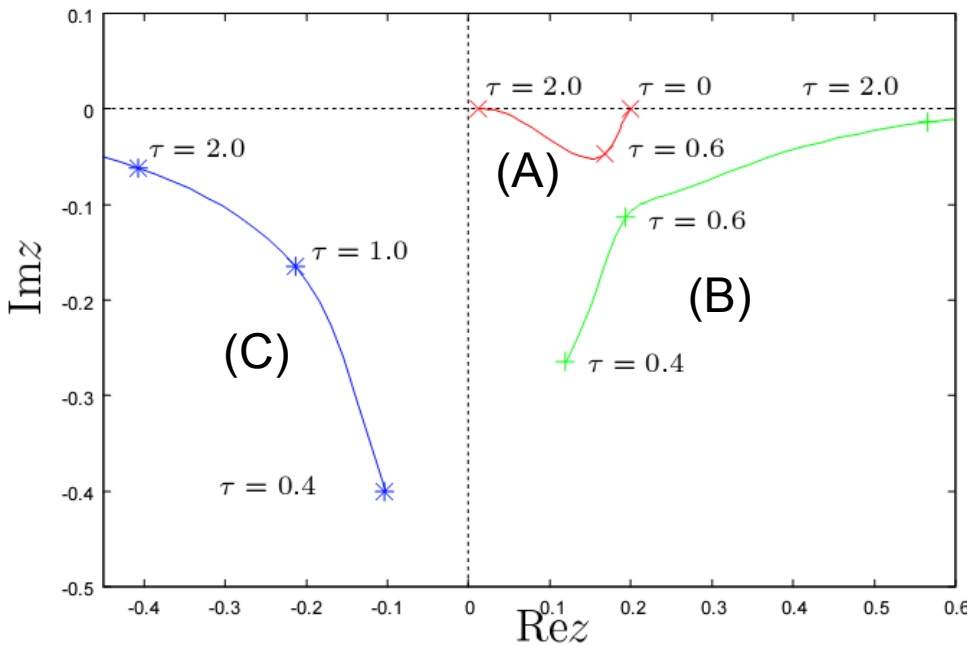 0.1
τ = 2.0 τ = 0 τ = 2.0
0
τ = 2.0 τ = 0.6
(A)
-0.1
τ = 0.6
τ = 1.0
Imz
-0.2
(B)
(C)
τ = 0.4
-0.3
-0.4
τ = 0.4
-0.5
-0.4 -0.3 -0.2 -0.1 0 0.1 0.2 0.3 0.4 0.5 0.6
Rez